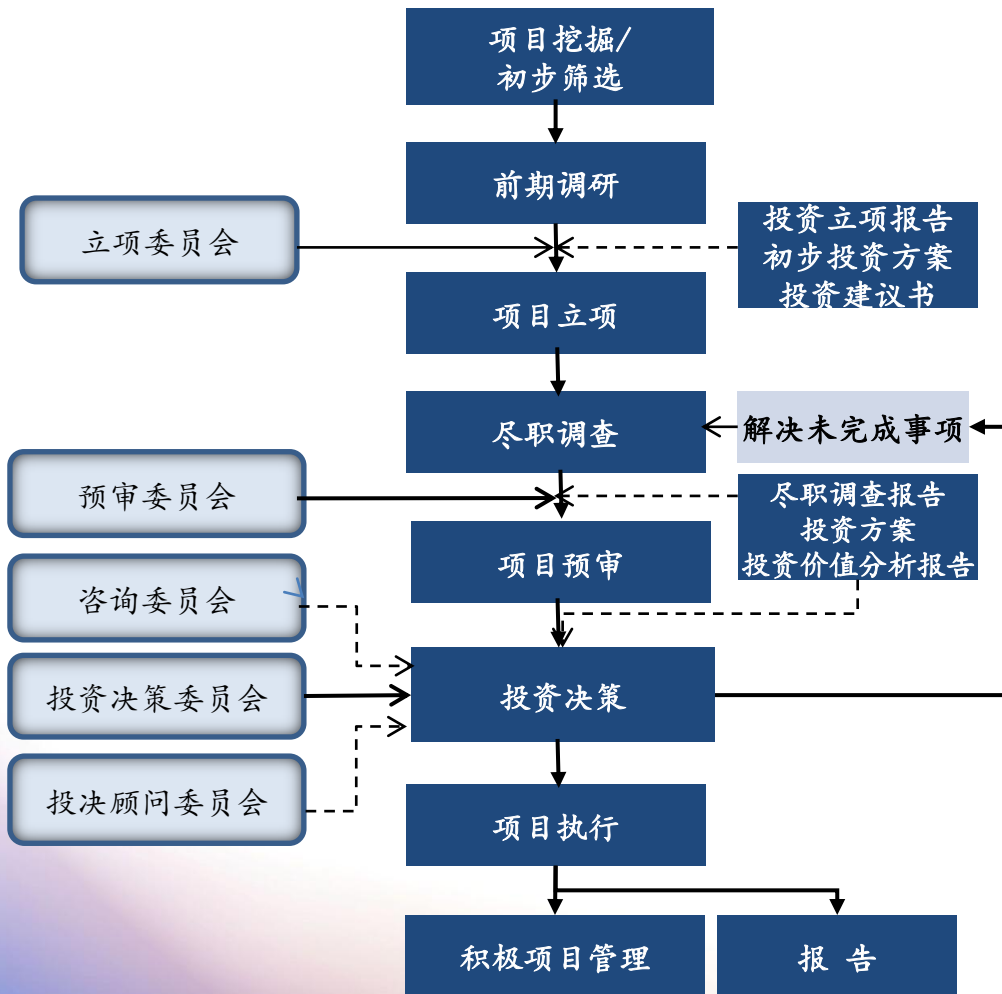 项目挖掘/
初步筛选
前期调研
立项委员会
投资立项报告
初步投资方案
投资建议书
项目立项
尽职调查
解决未完成事项
预审委员会
尽职调查报告
投资方案
投资价值分析报告
项目预审
咨询委员会
投资决策委员会
投资决策
投决顾问委员会
项目执行
积极项目管理
报 告